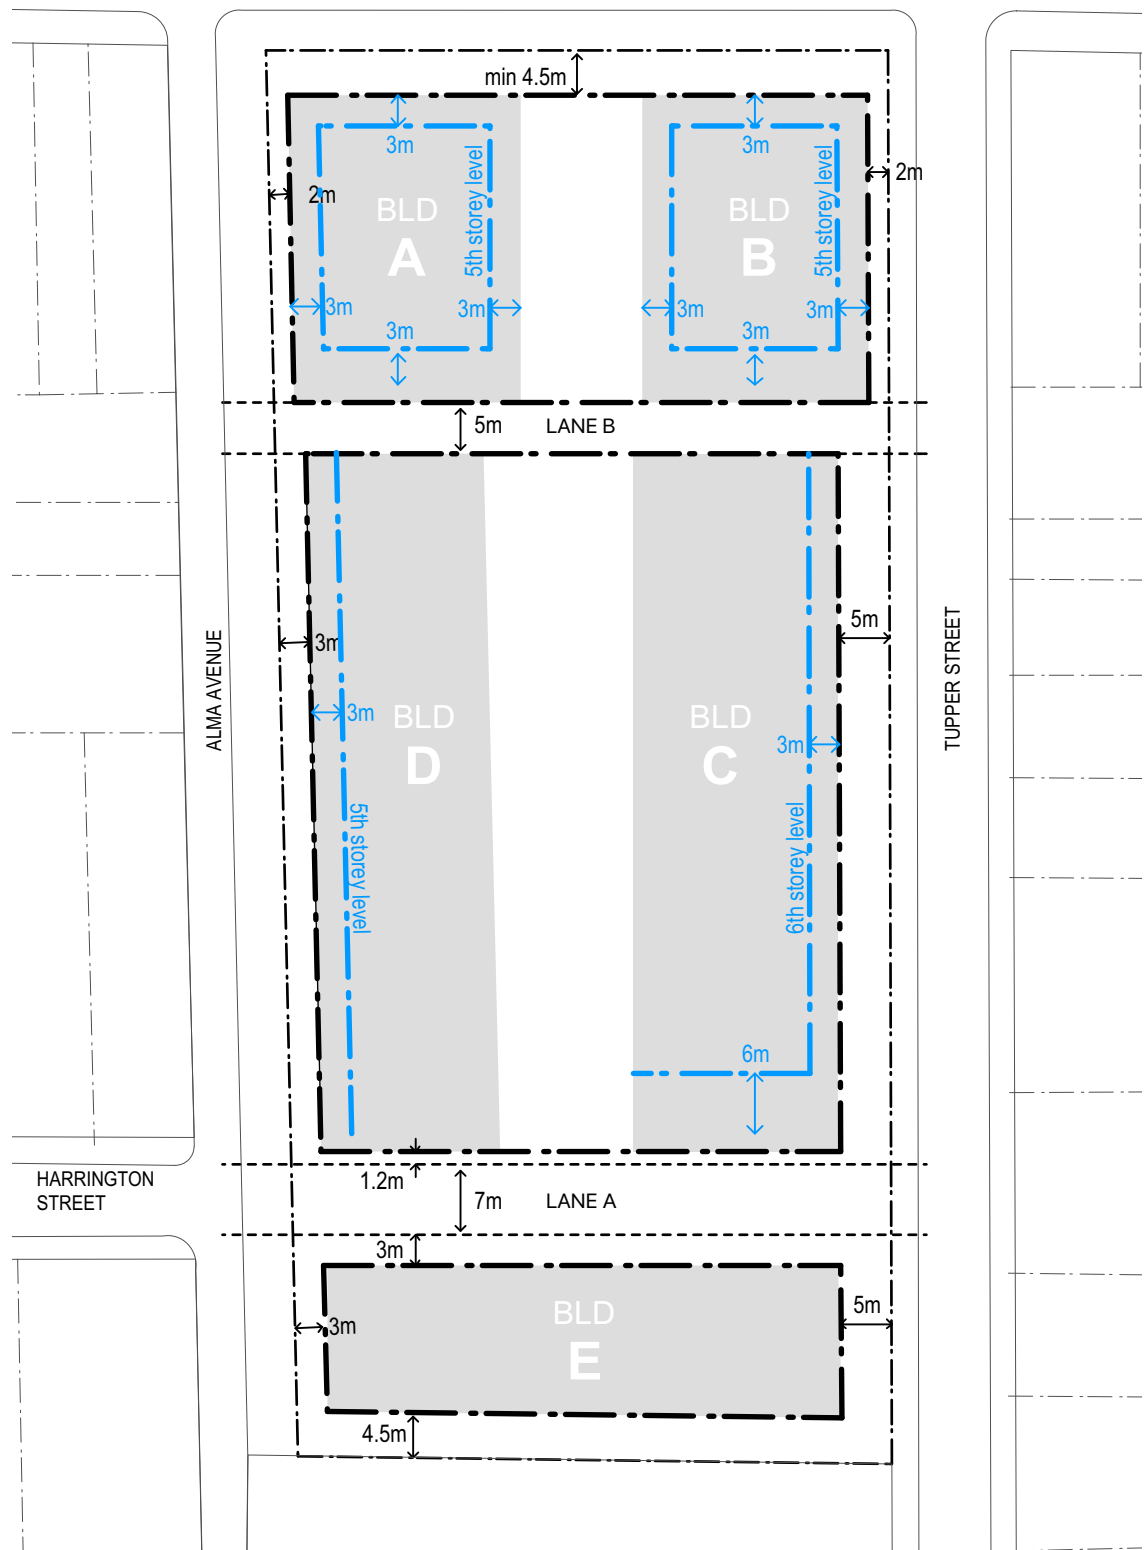 min 4.5m
3m
3m
2m
2m
BLD
A
5th storey level
BLD
B
5th storey level
3m
3m
3m
3m
3m
3m
5m
LANE B
ALMA AVENUE
3m
5m
TUPPER STREET
3m
BLD
D
BLD
C
3m
5th storey level
6th storey level
6m
HARRINGTON
STREET
1.2m
7m
LANE A
3m
BLD
E
3m
5m
4.5m